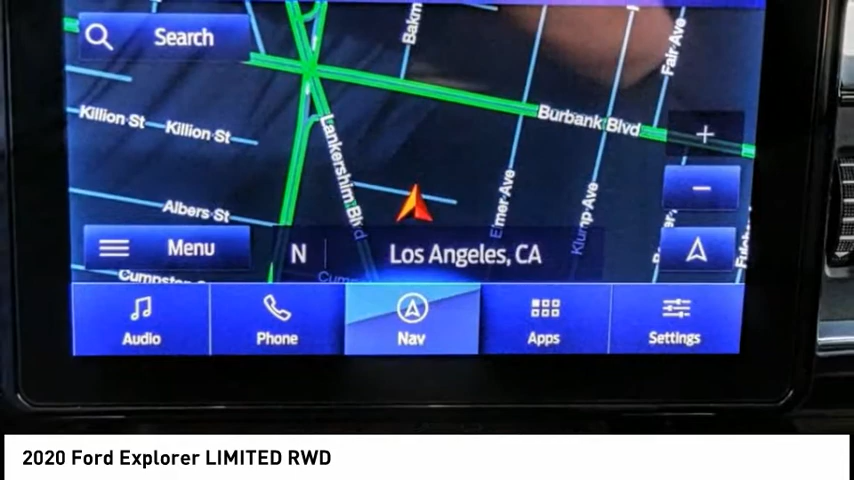 Search
Bakm
Fair Ave
Killion St
Killion St
Burbank Blvd
Lankershim Blvd
Elmer Ave
Klump Ave
Albers St
Menu
N
Los Angeles, CA
Audio
Phone
Nav
Apps
Settings
2020 Ford Explorer LIMITED RWD